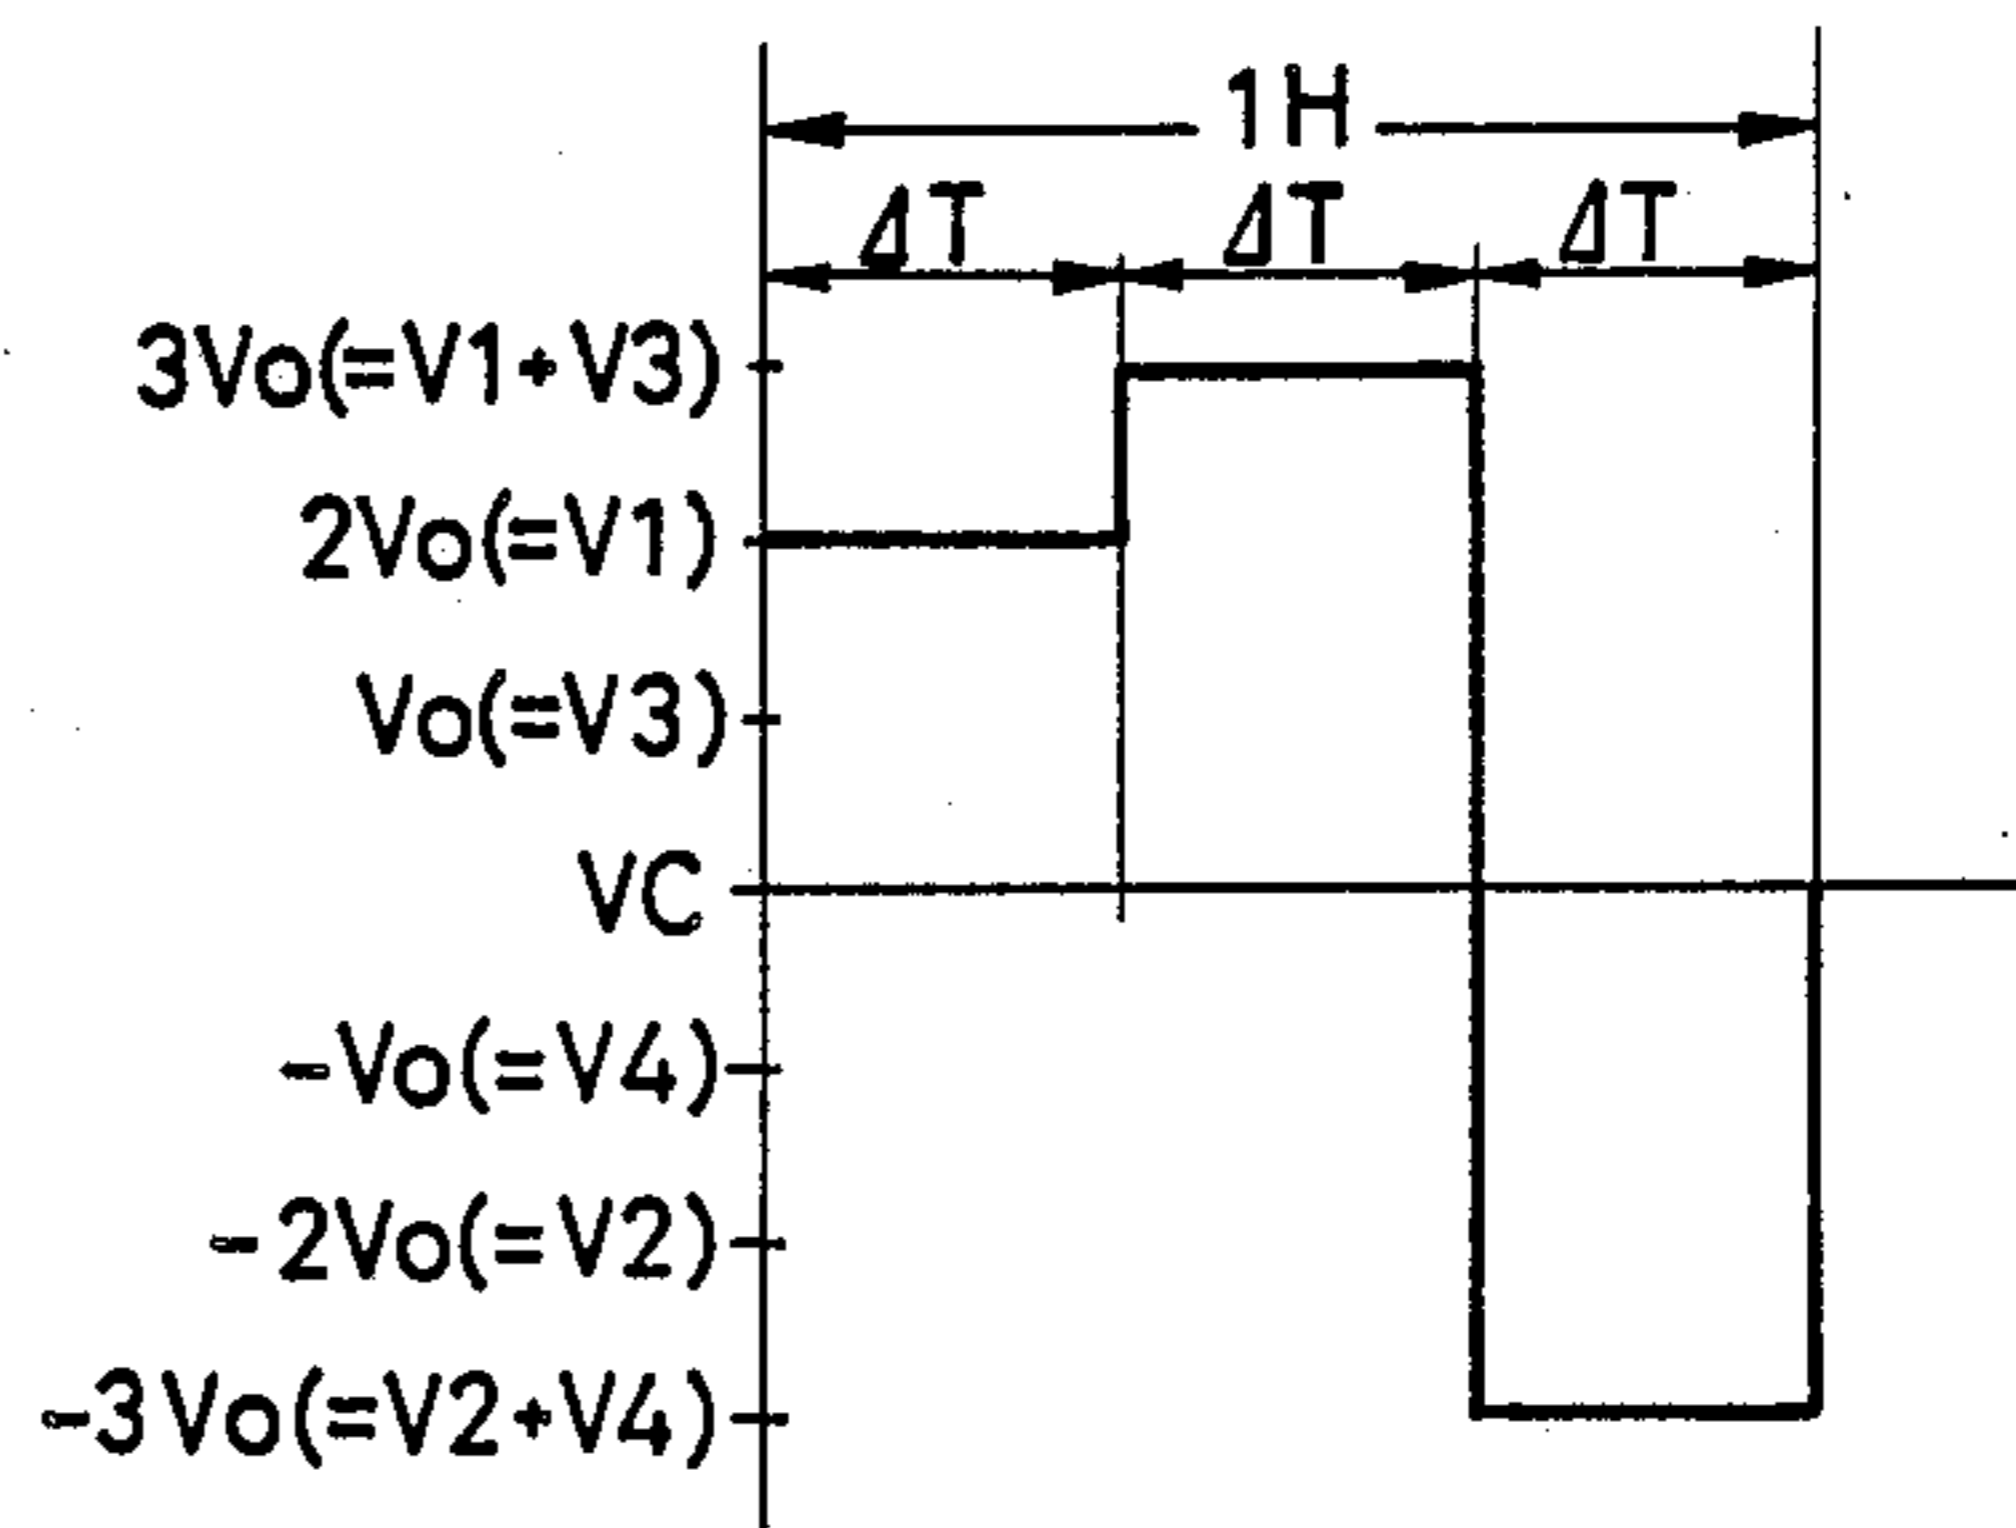 1H
ΔT ΔT ΔT
3Vo(=V1+V3)
2Vo(=V1)
Vo(=V3)
VC
-Vo(=V4)
-2Vo(=V2)
-3Vo(=V2+V4)